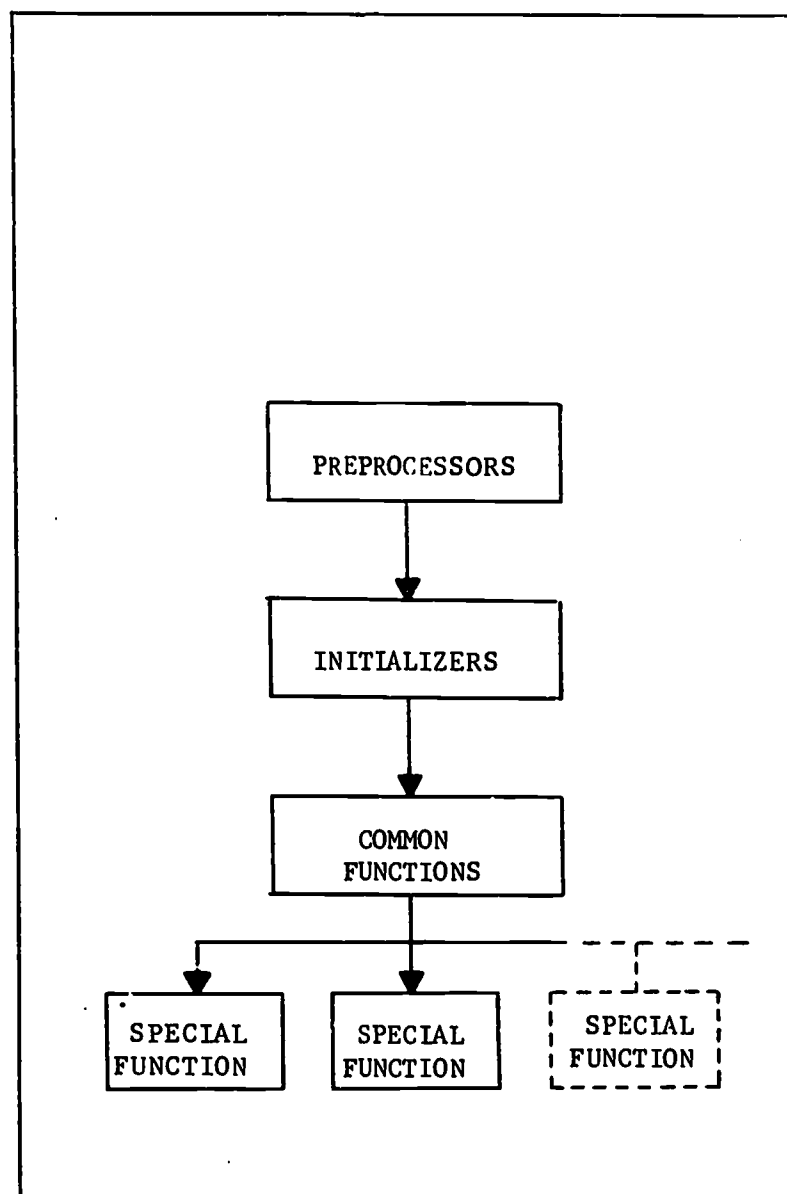 PREPROCESSORS
INITIALIZERS
COMMON
FUNCTIONS
SPECIAL
FUNCTION
SPECIAL
FUNCTION
SPECIAL
FUNCTION